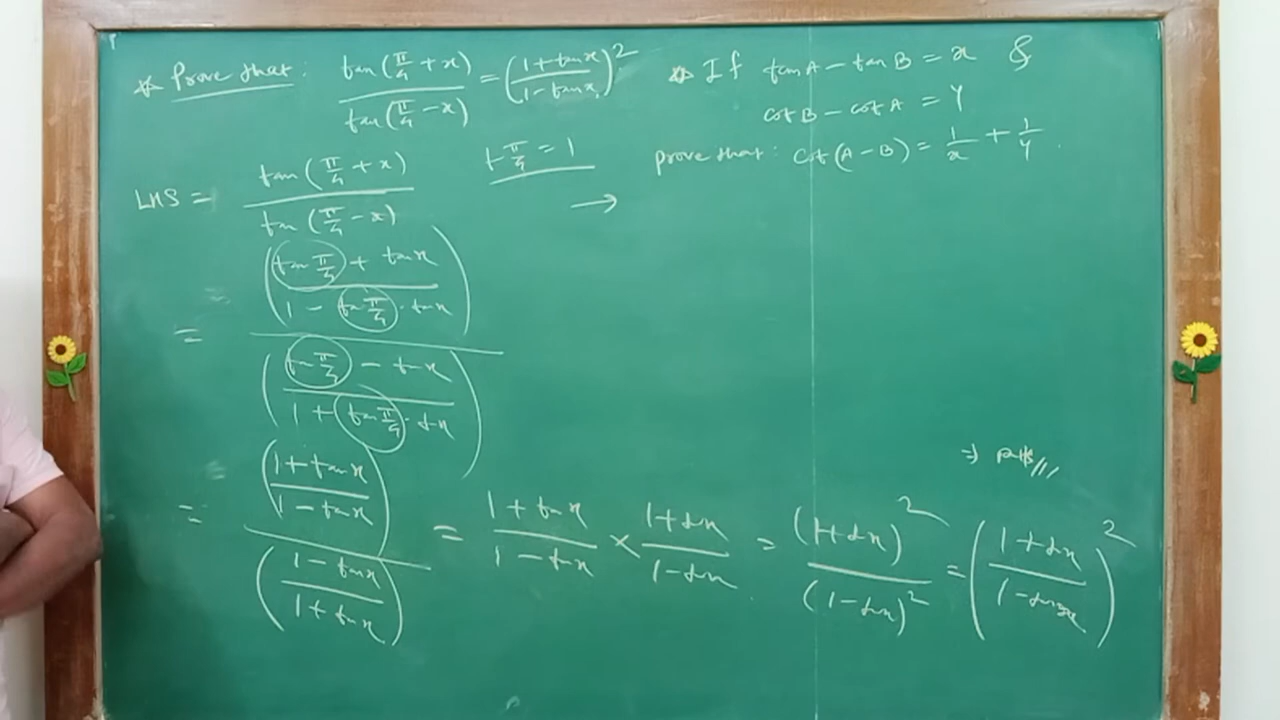 * Prove that: tan(π/4 + x) / tan(π/4 − x) = ((1 + tan x) / (1 − tan x))²
LHS = tan(π/4 + x) / tan(π/4 − x)
t π/4 = 1
→
= ((tan π/4 + tan x) / (1 − tan π/4 · tan x)) / ((tan π/4 − tan x) / (1 + tan π/4 · tan x))
= ((1 + tan x) / (1 − tan x)) / ((1 − tan x) / (1 + tan x)) = (1 + tan x) / (1 − tan x) × (1 + tan x) / (1 − tan x) = (1 + tan x)² / (1 − tan x)² = ((1 + tan x) / (1 − tan x))²
⇒ RHS //
* If tan A − tan B = x &
cot B − cot A = Y
prove that: cot(A − B) = 1/x + 1/Y